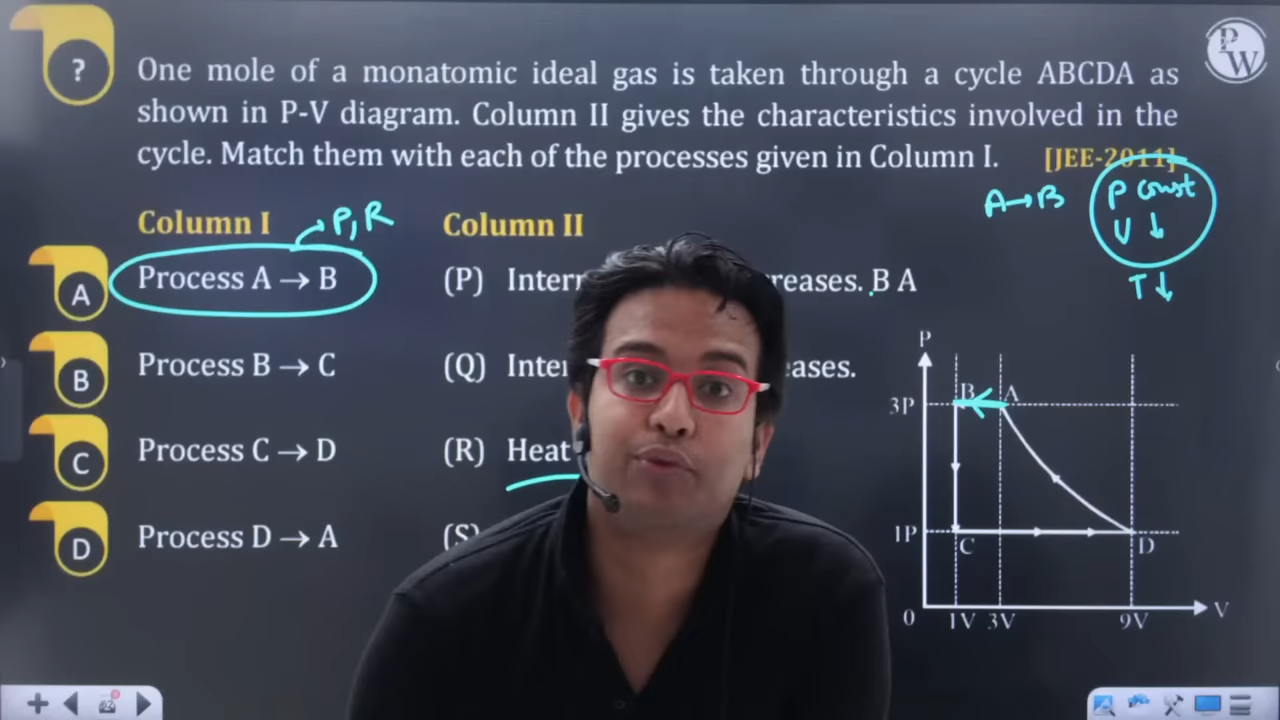 ?
One mole of a monatomic ideal gas is taken through a cycle ABCDA as
shown in P-V diagram. Column II gives the characteristics involved in the
cycle. Match them with each of the processes given in Column I. [JEE-2011]
PW
A→B P const
V ↓
T↓
Column I → P, R Column II
A Process A → B (P) reases. B A
B Process B → C (Q) eases.
C Process C → D (R) Heat
D Process D → A (S)
P
3P B A
1P C D
0 1V 3V 9V V